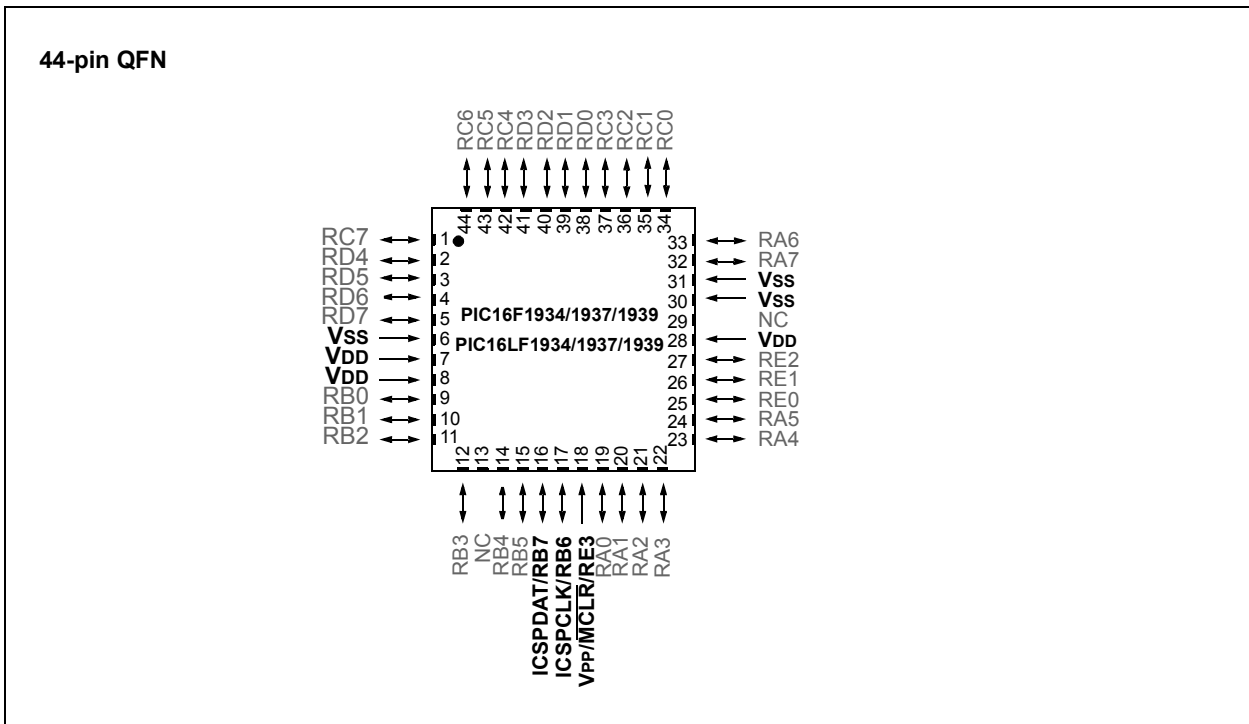 44-pin QFN
RC6
RC5
RC4
RD3
RD2
RD1
RD0
RC3
RC2
RC1
RC0
44
43
42
41
40
39
38
37
36
35
34
RC7 1
RD4 2
RD5 3
RD6 4
RD7 5
VSS 6
VDD 7
VDD 8
RB0 9
RB1 10
RB2 11
PIC16F1934/1937/1939
PIC16LF1934/1937/1939
33 RA6
32 RA7
31 VSS
30 VSS
29 NC
28 VDD
27 RE2
26 RE1
25 RE0
24 RA5
23 RA4
12
13
14
15
16
17
18
19
20
21
22
RB3
NC
RB4
RB5
ICSPDAT/RB7
ICSPCLK/RB6
VPP/MCLR/RE3
RA0
RA1
RA2
RA3